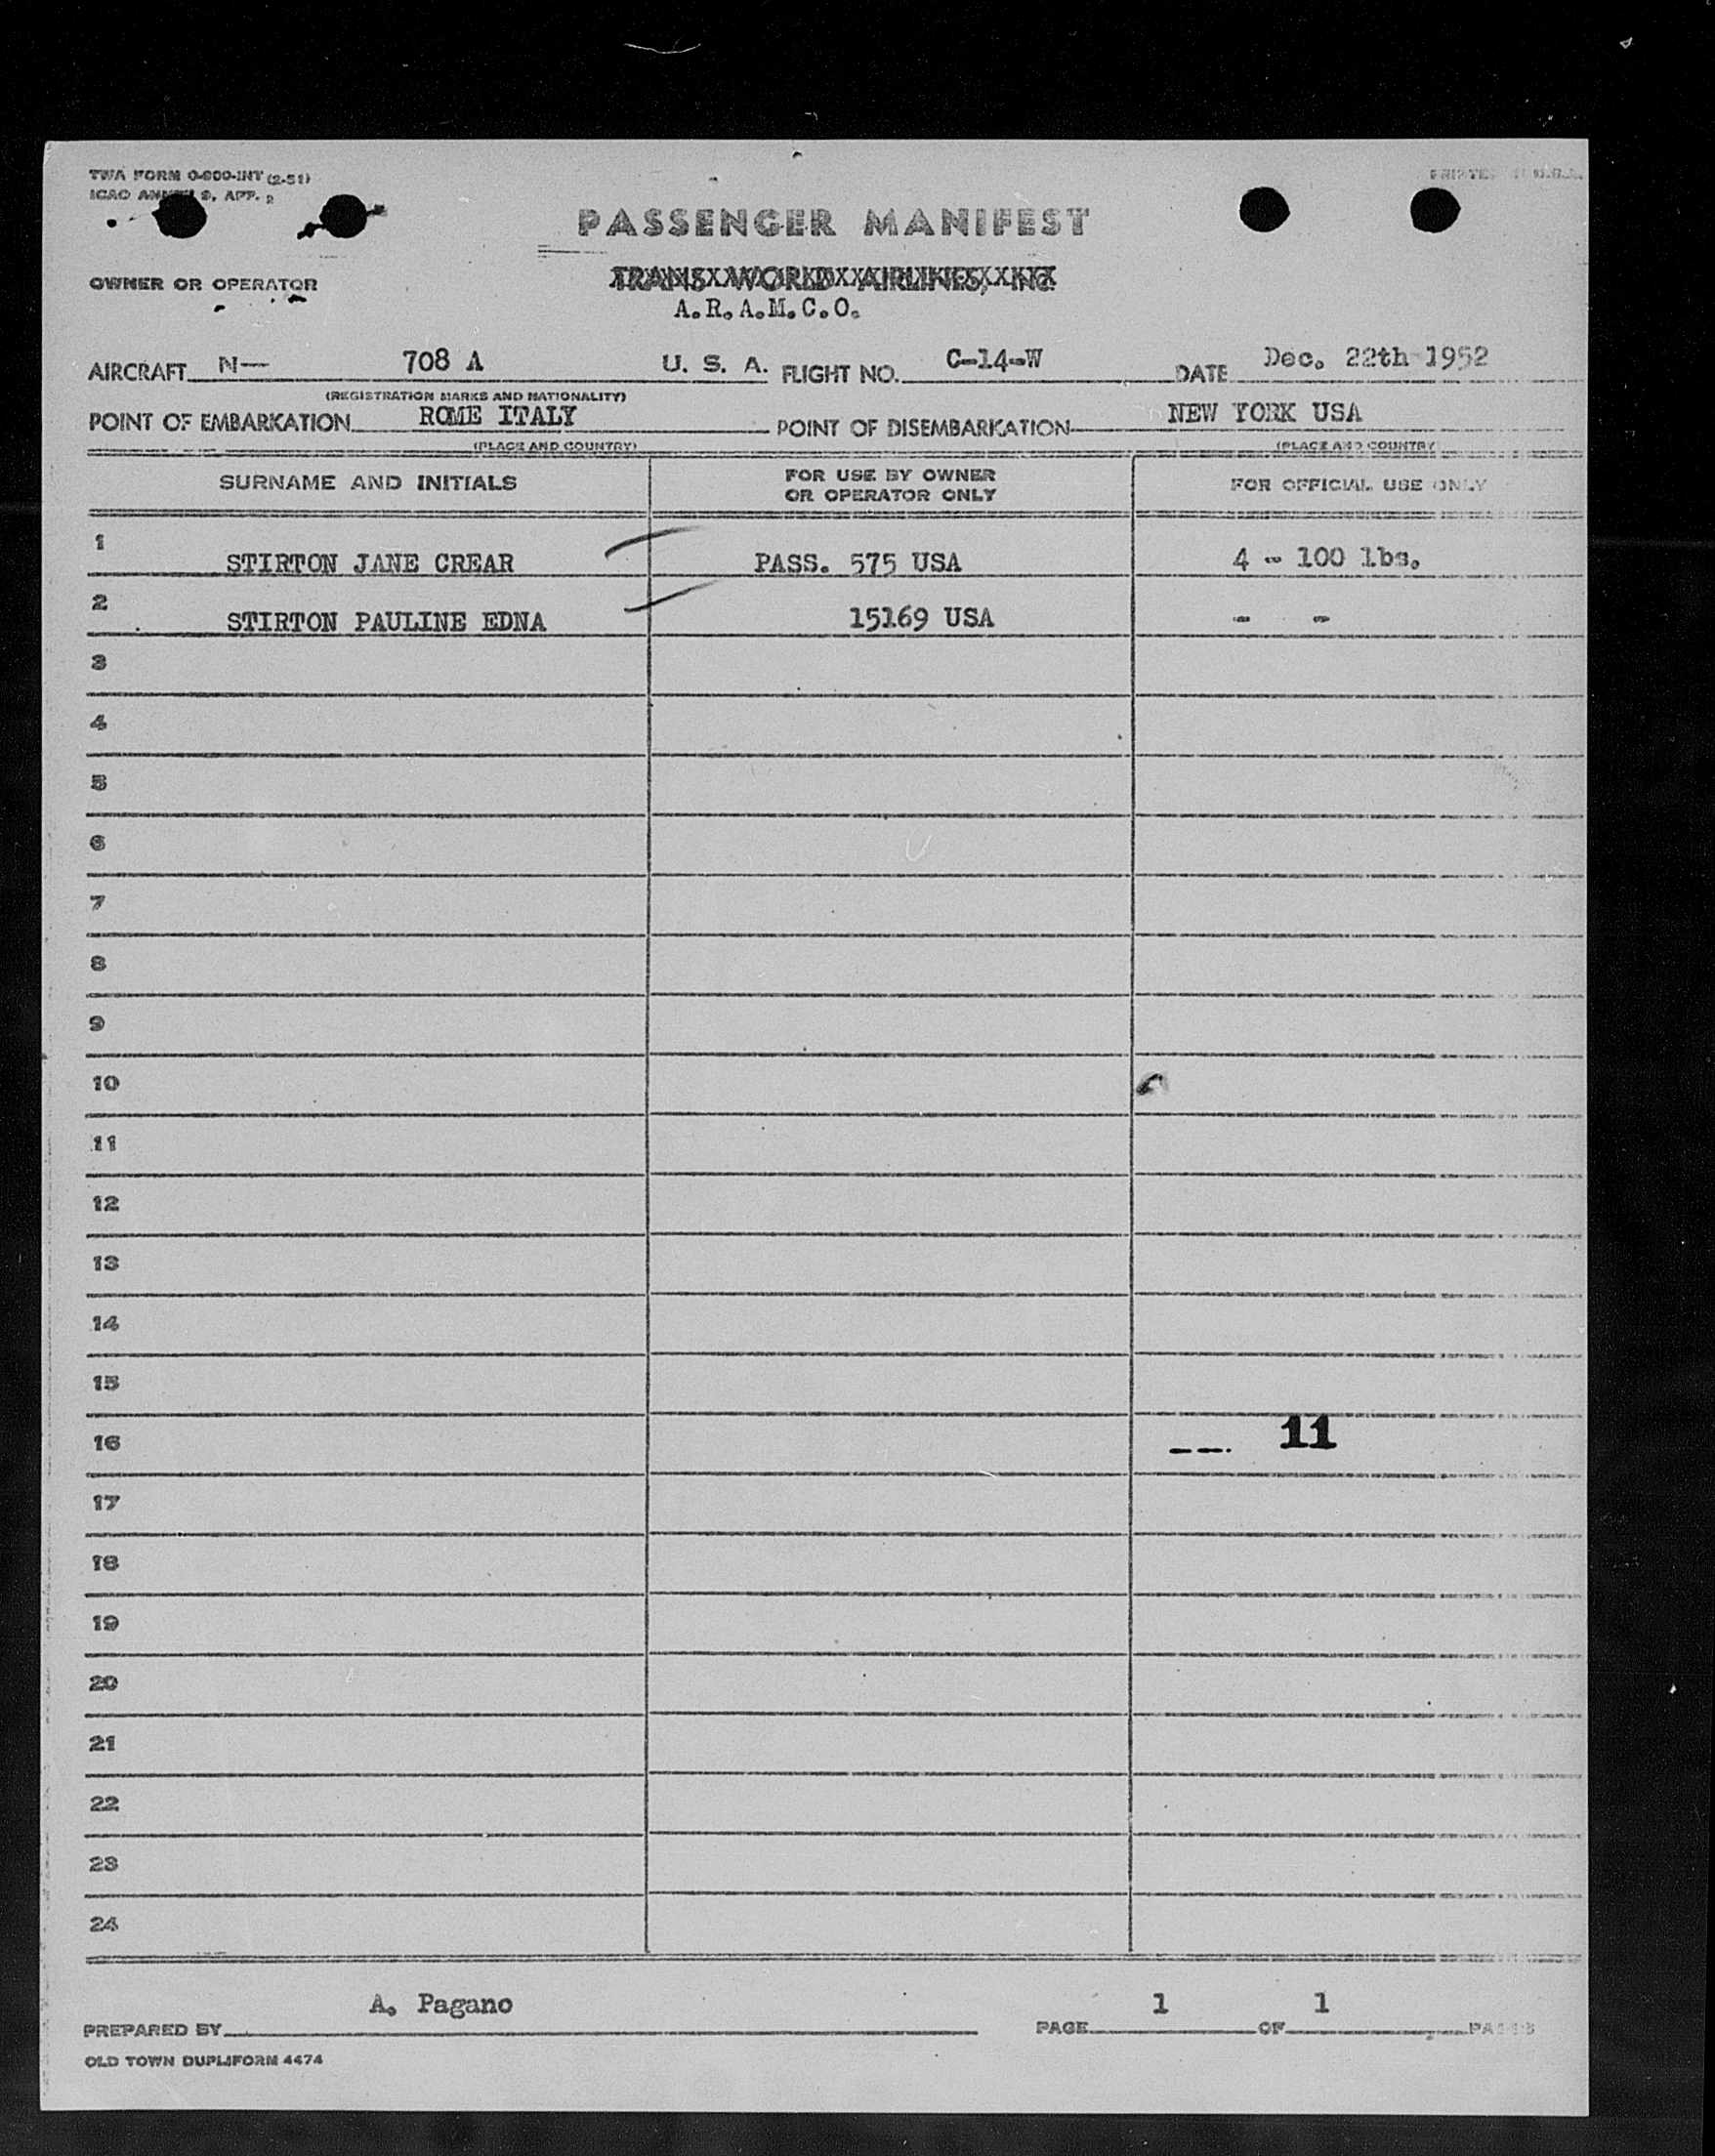 TWA FORM O-800-INT (2-51)
ICAO ANNEX 9, APP. 2
PASSENGER MANIFEST
OWNER OR OPERATOR TRANS WORLD AIRLINES, INC.
A.R.A.M.C.O.
AIRCRAFT N— 708 A U. S. A. FLIGHT NO. C-14-W DATE Dec. 22th 1952
(REGISTRATION MARKS AND NATIONALITY)
POINT OF EMBARKATION ROME ITALY POINT OF DISEMBARKATION NEW YORK USA
(PLACE AND COUNTRY) (PLACE AND COUNTRY)
SURNAME AND INITIALS FOR USE BY OWNER OR OPERATOR ONLY FOR OFFICIAL USE ONLY
1 STIRTON JANE CREAR PASS. 575 USA 4 - 100 lbs.
2 STIRTON PAULINE EDNA 15169 USA - -
3
4
5
6
7
8
9
10
11
12
13
14
15
16 11
17
18
19
20
21
22
23
24
PREPARED BY A. Pagano PAGE 1 OF 1 PAGES
OLD TOWN DUPLIFORM 4474